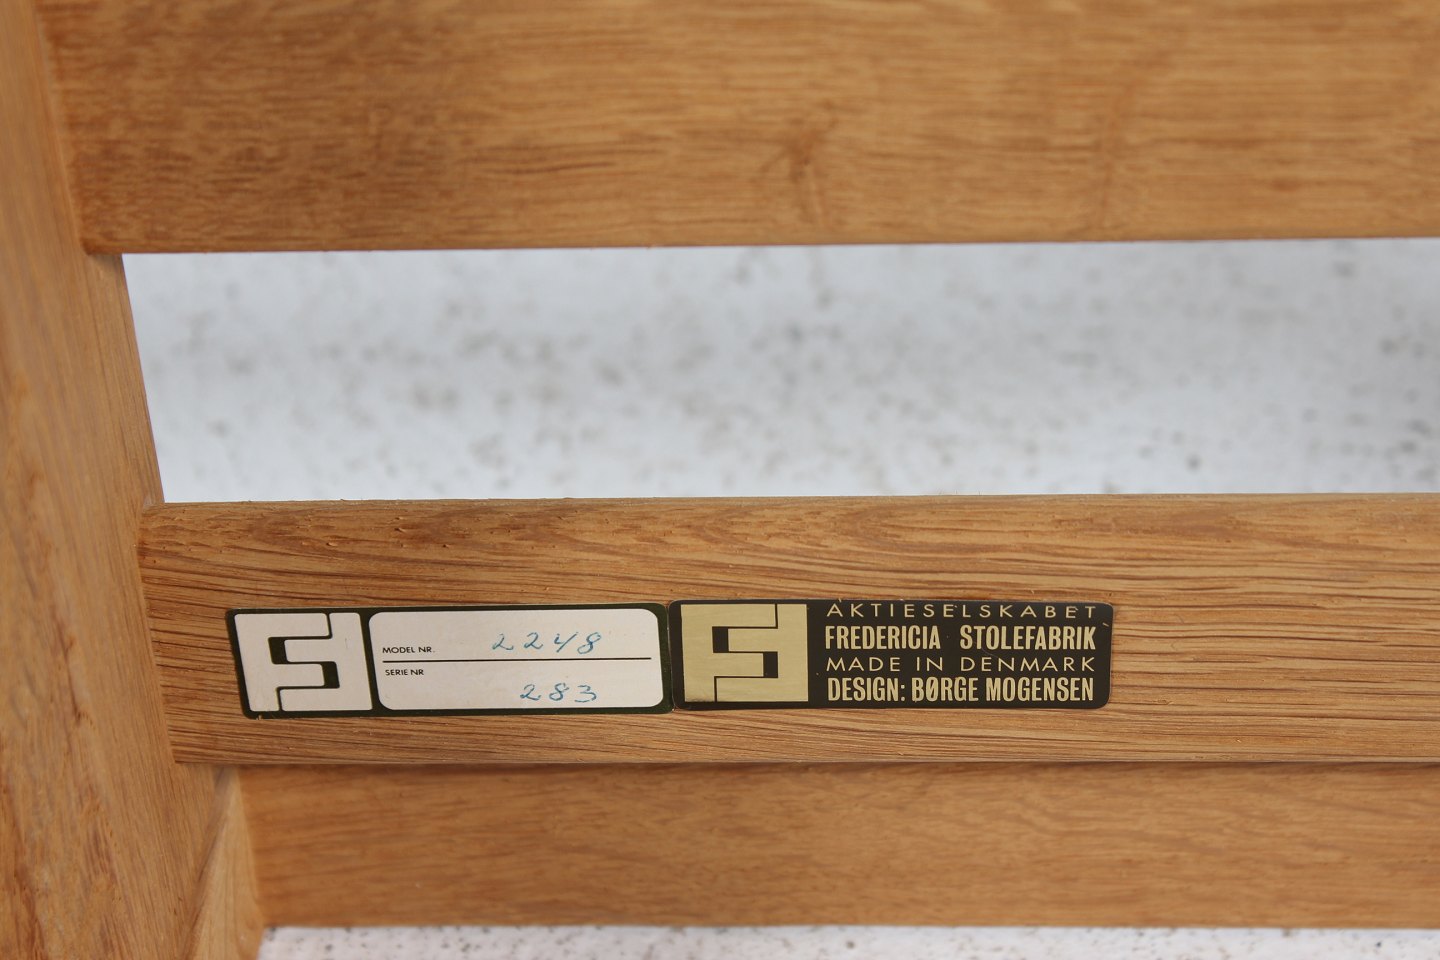 MODEL NR. 2248
SERIE NR 283
AKTIESELSKABET
FREDERICIA STOLEFABRIK
MADE IN DENMARK
DESIGN: BØRGE MOGENSEN